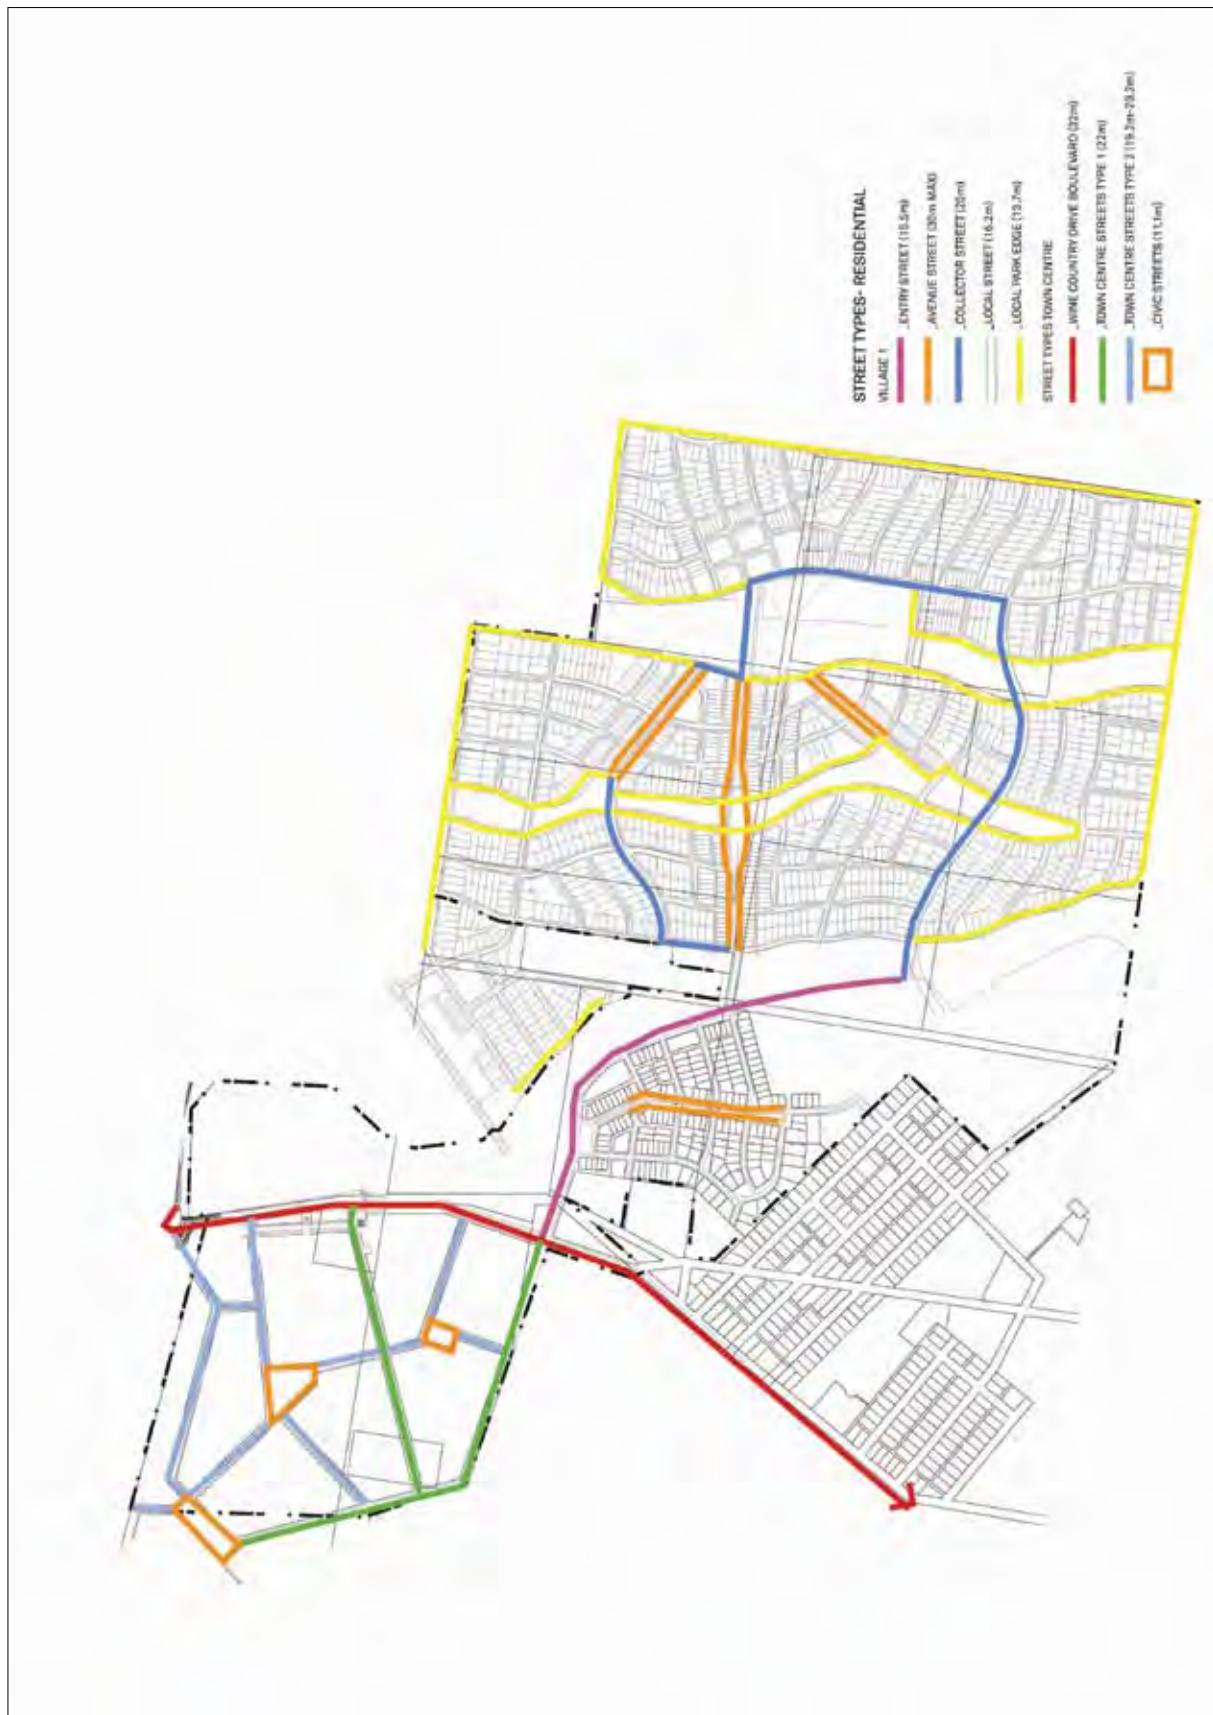 STREET TYPES- RESIDENTIAL
VILLAGE 1
_ENTRY STREET (15.5m)
_AVENUE STREET (30m MAX)
_COLLECTOR STREET (20m)
_LOCAL STREET (16.2m)
_LOCAL PARK EDGE (13.7m)
STREET TYPES TOWN CENTRE
_WINE COUNTRY DRIVE BOULEVARD (32m)
_TOWN CENTRE STREETS TYPE 1 (22m)
_TOWN CENTRE STREETS TYPE 2
_CIVIC STREETS (11.1m)